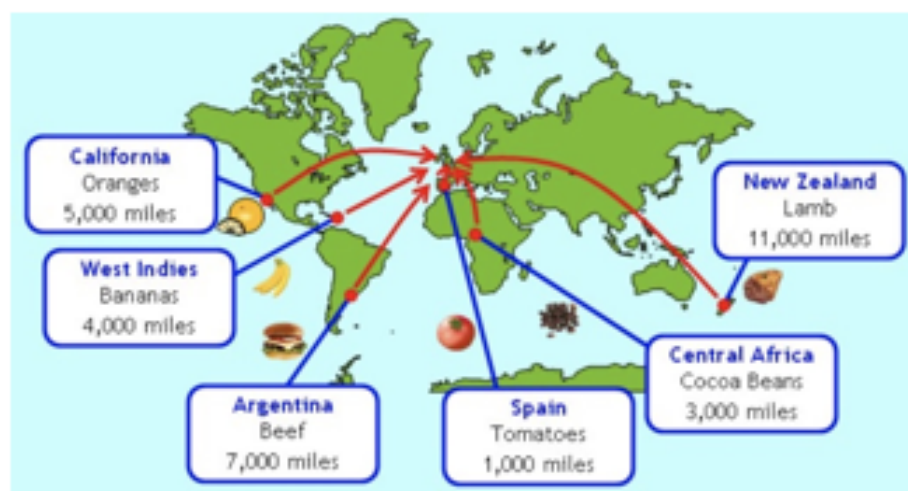 California
Oranges
5,000 miles
New Zealand
Lamb
11,000 miles
West Indies
Bananas
4,000 miles
Central Africa
Cocoa Beans
3,000 miles
Argentina
Beef
7,000 miles
Spain
Tomatoes
1,000 miles